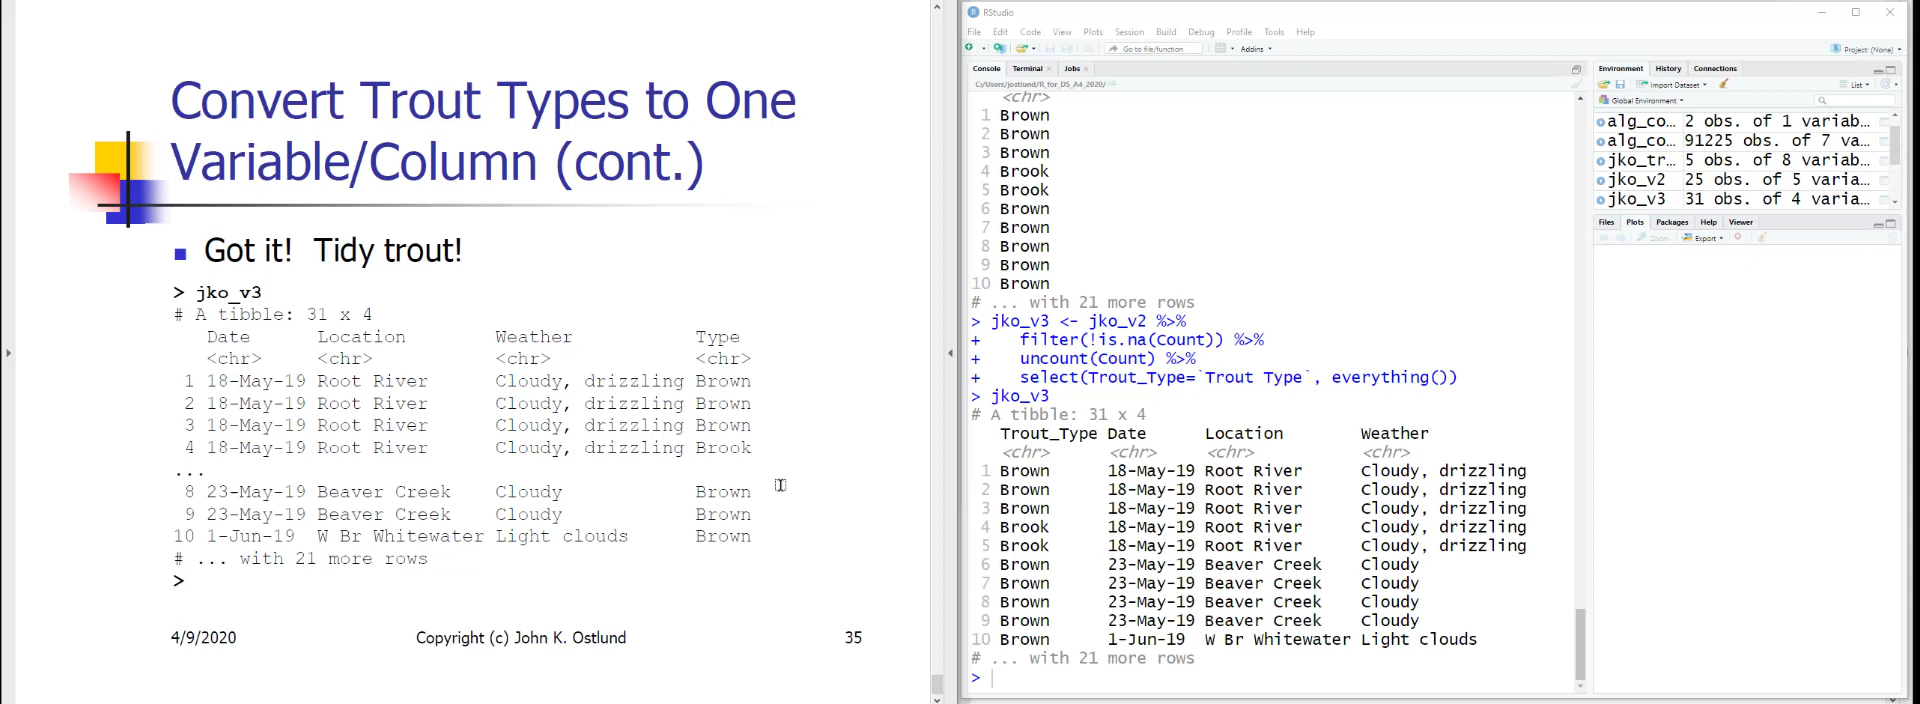 Convert Trout Types to One
Variable/Column (cont.)
Got it! Tidy trout!
> jko_v3
# A tibble: 31 x 4
Date Location Weather Type
<chr> <chr> <chr> <chr>
1 18-May-19 Root River Cloudy, drizzling Brown
2 18-May-19 Root River Cloudy, drizzling Brown
3 18-May-19 Root River Cloudy, drizzling Brown
4 18-May-19 Root River Cloudy, drizzling Brook
...
8 23-May-19 Beaver Creek Cloudy Brown
9 23-May-19 Beaver Creek Cloudy Brown
10 1-Jun-19 W Br Whitewater Light clouds Brown
# ... with 21 more rows
>
4/9/2020 Copyright (c) John K. Ostlund 35
RStudio
File Edit Code View Plots Session Build Debug Profile Tools Help
Go to file/function Addins
Project: (None)
Console Terminal Jobs
C:/Users/jostlund/R_for_DS_A4_2020/
<chr>
1 Brown
2 Brown
3 Brown
4 Brook
5 Brook
6 Brown
7 Brown
8 Brown
9 Brown
10 Brown
# ... with 21 more rows
> jko_v3 <- jko_v2 %>%
+ filter(!is.na(Count)) %>%
+ uncount(Count) %>%
+ select(Trout_Type=`Trout Type`, everything())
> jko_v3
# A tibble: 31 x 4
Trout_Type Date Location Weather
<chr> <chr> <chr> <chr>
1 Brown 18-May-19 Root River Cloudy, drizzling
2 Brown 18-May-19 Root River Cloudy, drizzling
3 Brown 18-May-19 Root River Cloudy, drizzling
4 Brook 18-May-19 Root River Cloudy, drizzling
5 Brook 18-May-19 Root River Cloudy, drizzling
6 Brown 23-May-19 Beaver Creek Cloudy
7 Brown 23-May-19 Beaver Creek Cloudy
8 Brown 23-May-19 Beaver Creek Cloudy
9 Brown 23-May-19 Beaver Creek Cloudy
10 Brown 1-Jun-19 W Br Whitewater Light clouds
# ... with 21 more rows
>
Environment History Connections
Import Dataset List
Global Environment
alg_co... 2 obs. of 1 variab...
alg_co... 91225 obs. of 7 va...
jko_tr... 5 obs. of 8 variab...
jko_v2 25 obs. of 5 varia...
jko_v3 31 obs. of 4 varia...
Files Plots Packages Help Viewer
Zoom Export